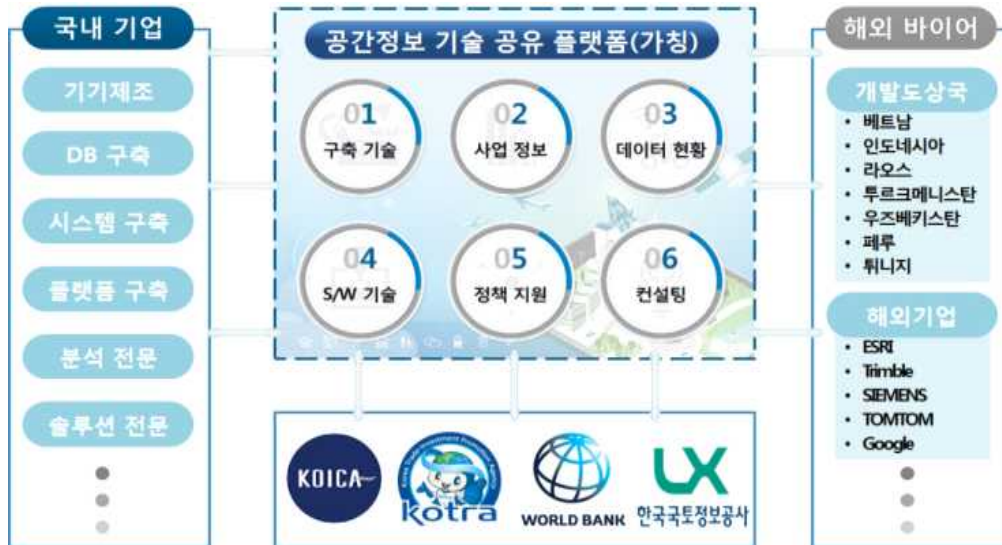 국내 기업
기기제조
DB 구축
시스템 구축
플랫폼 구축
분석 전문
솔루션 전문
공간정보 기술 공유 플랫폼(가칭)
01
구축 기술
02
사업 정보
03
데이터 현황
04
S/W 기술
05
정책 지원
06
컨설팅
KOICA
Korea Trade-Investment Promotion Agency
kotra
WORLD BANK
LX
한국국토정보공사
해외 바이어
개발도상국
• 베트남
• 인도네시아
• 라오스
• 투르크메니스탄
• 우즈베키스탄
• 페루
• 튀니지
해외기업
• ESRI
• Trimble
• SIEMENS
• TOMTOM
• Google